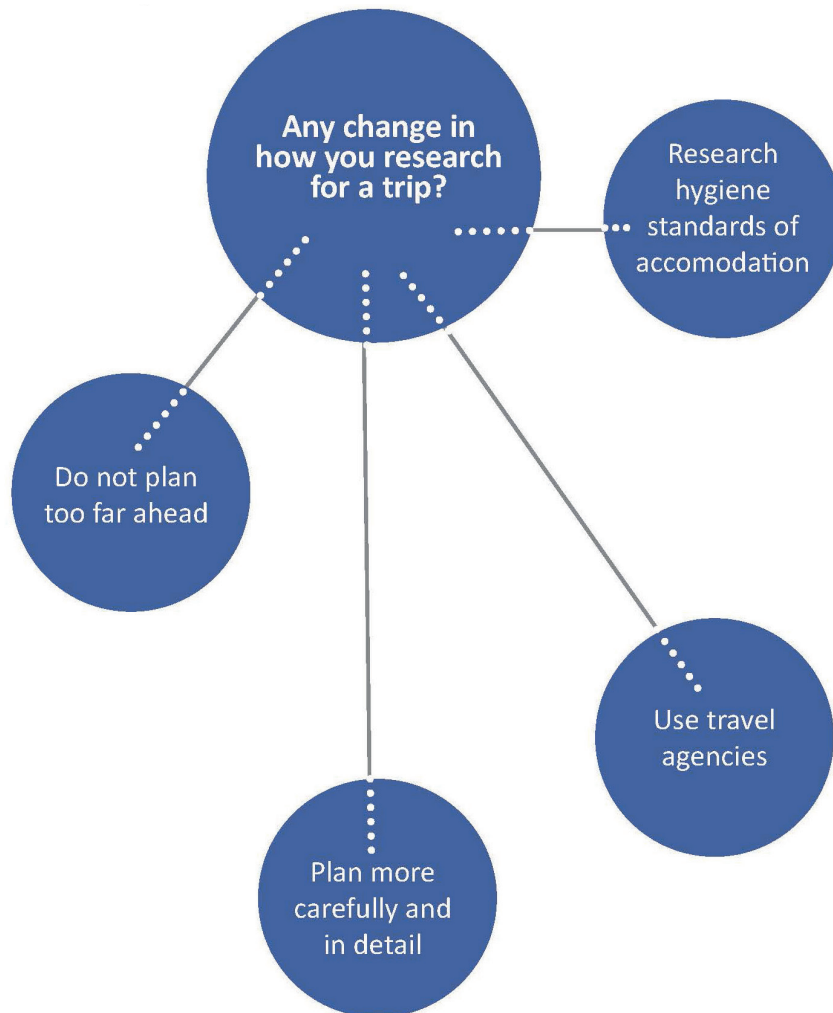 Any change in
how you research
for a trip?
Research
hygiene
standards of
accomodation
Do not plan
too far ahead
Use travel
agencies
Plan more
carefully and
in detail